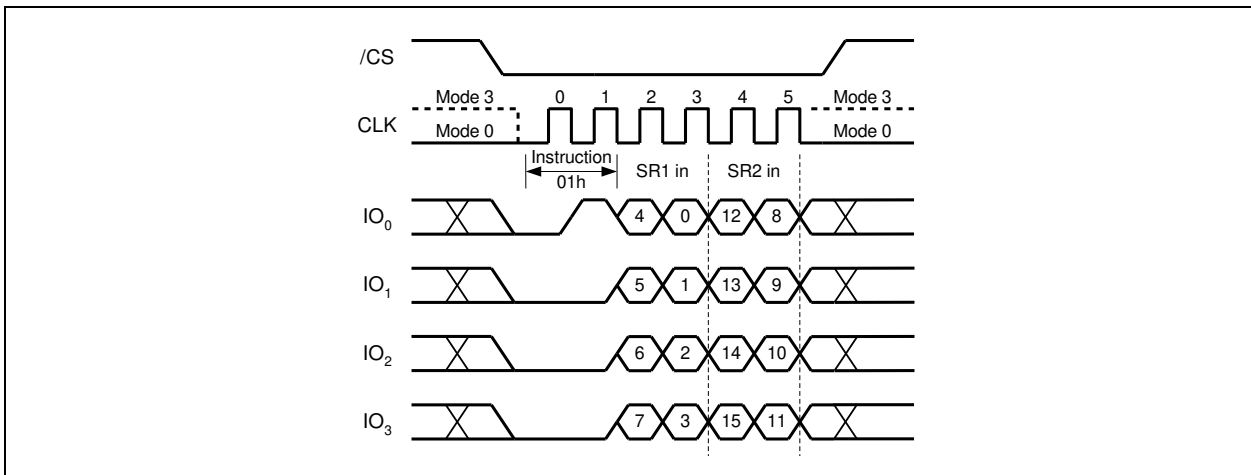 /CS
Mode 3 0 1 2 3 4 5 Mode 3
CLK
Mode 0 Mode 0
Instruction
01h SR1 in SR2 in
IO0 4 0 12 8
IO1 5 1 13 9
IO2 6 2 14 10
IO3 7 3 15 11